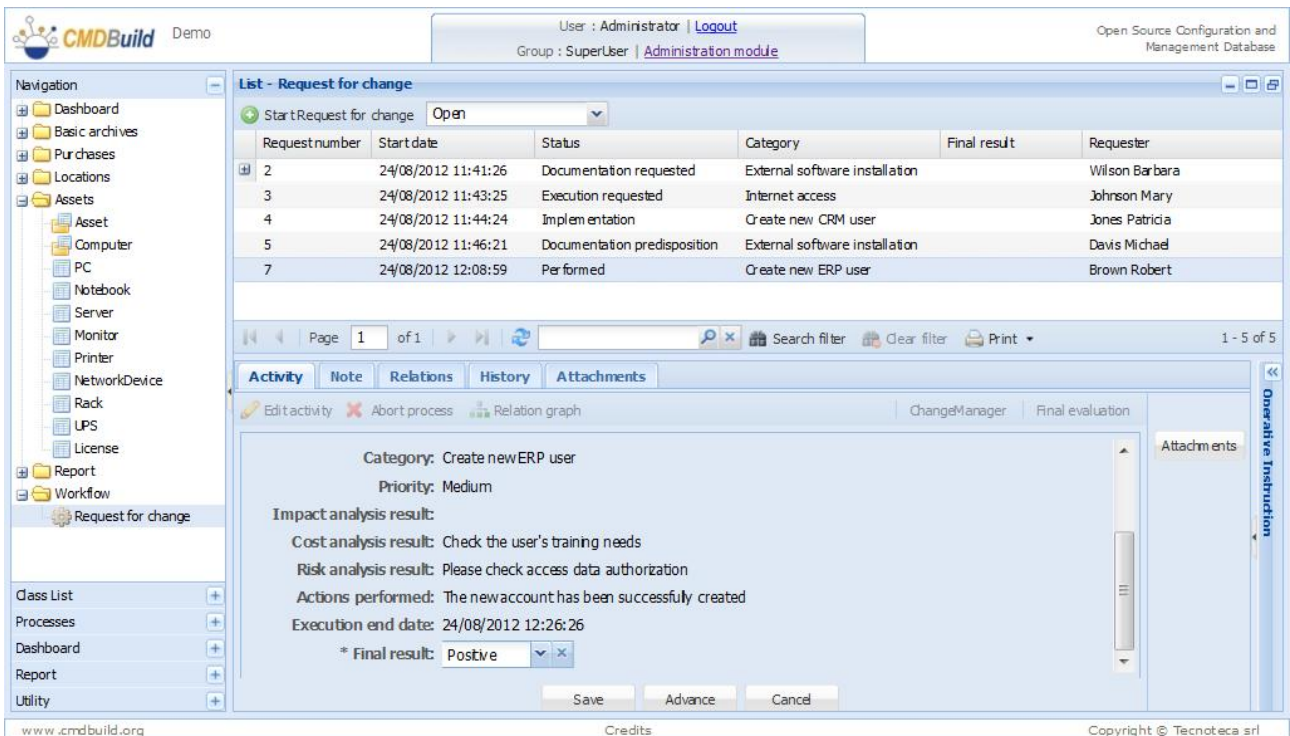 CMDBuild Demo
User : Administrator | Logout
Group : SuperUser | Administration module
Open Source Configuration and
Management Database
Navigation
Dashboard
Basic archives
Purchases
Locations
Assets
Asset
Computer
PC
Notebook
Server
Monitor
Printer
NetworkDevice
Rack
UPS
License
Report
Workflow
Request for change
Class List
Processes
Dashboard
Report
Utility
List - Request for change
Start Request for change Open
Request number Start date Status Category Final result Requester
2 24/08/2012 11:41:26 Documentation requested External software installation Wilson Barbara
3 24/08/2012 11:43:25 Execution requested Internet access Johnson Mary
4 24/08/2012 11:44:24 Implementation Create new CRM user Jones Patricia
5 24/08/2012 11:46:21 Documentation predisposition External software installation Davis Michael
7 24/08/2012 12:08:59 Performed Create new ERP user Brown Robert
Page 1 of 1 Search filter Clear filter Print 1 - 5 of 5
Activity Note Relations History Attachments
Edit activity Abort process Relation graph ChangeManager Final evaluation
Category: Create new ERP user
Priority: Medium
Impact analysis result:
Cost analysis result: Check the user's training needs
Risk analysis result: Please check access data authorization
Actions performed: The new account has been successfully created
Execution end date: 24/08/2012 12:26:26
* Final result: Positive
Save Advance Cancel
Attachments
Operative Instruction
www.cmdbuild.org Credits Copyright © Tecnoteca srl